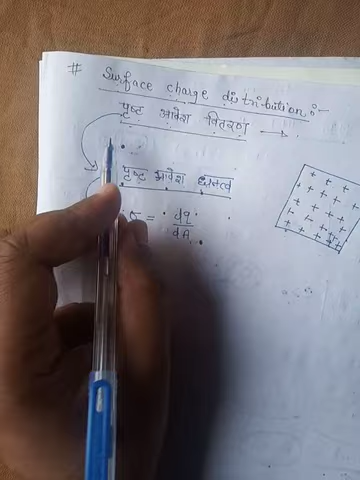 # Surface charge distribution :-
पृष्ट आवेश वितरण →
पृष्ट आवेश घनत्व
σ = dq
dA